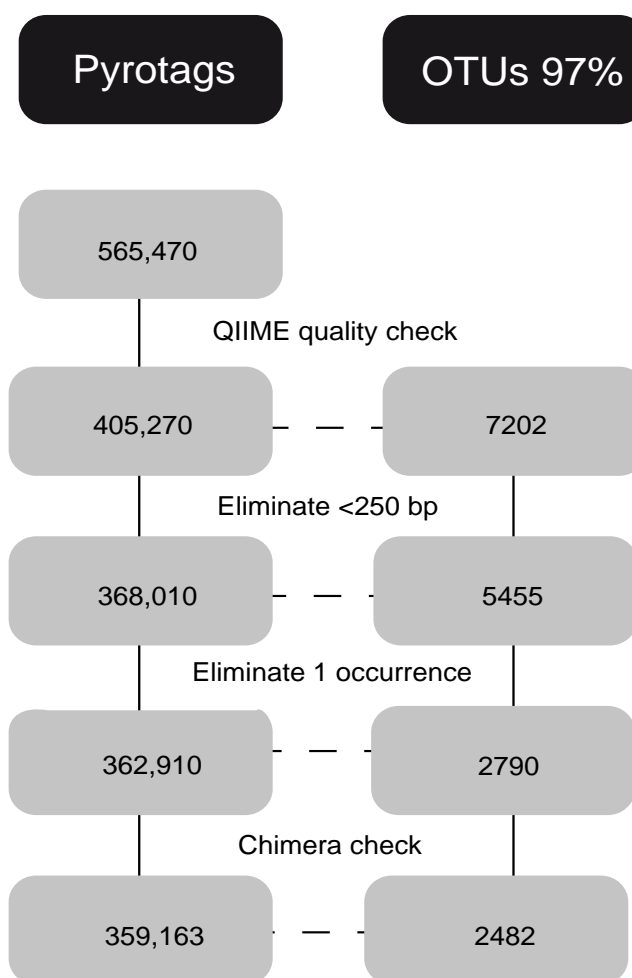 Pyrotags
OTUs 97%
565,470
QIIME quality check
405,270
7202
Eliminate <250 bp
368,010
5455
Eliminate 1 occurrence
362,910
2790
Chimera check
359,163
2482